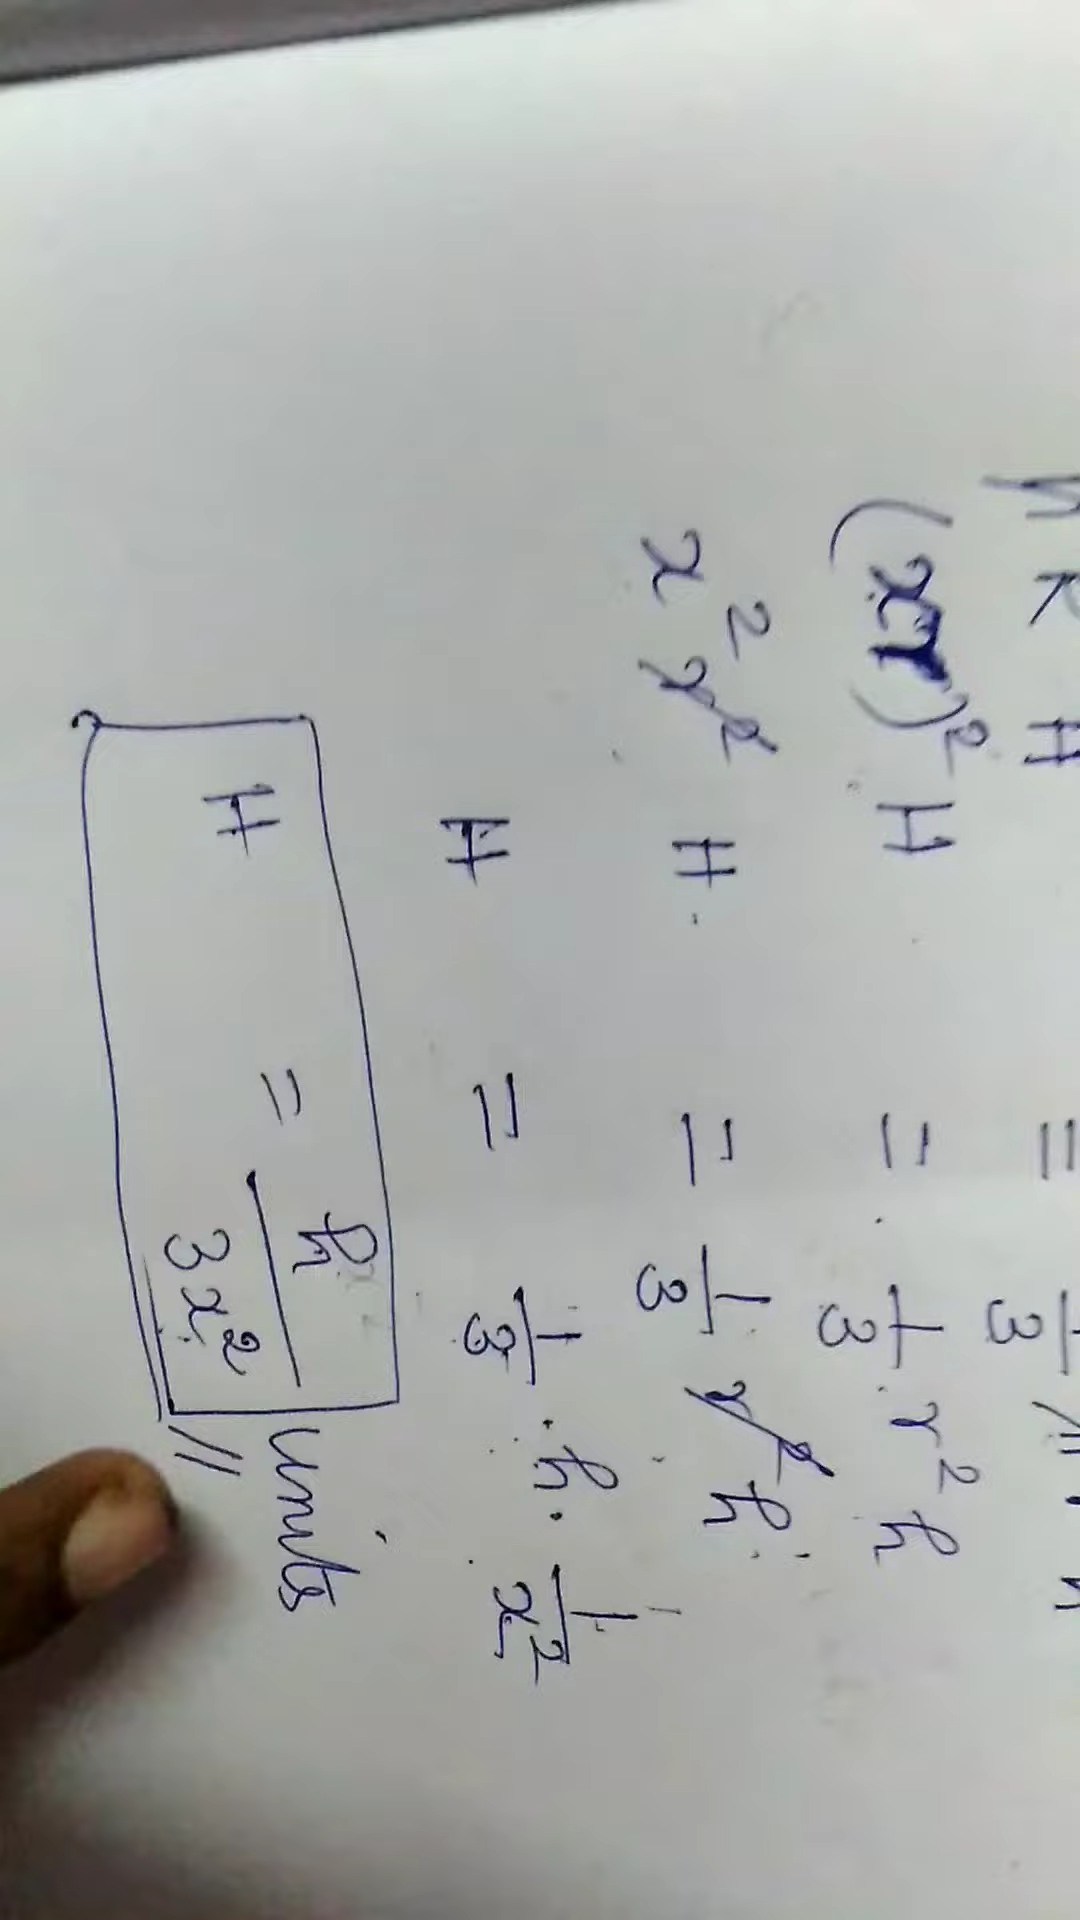 (xr)² H = 1/3 . r² h
x² r² H = 1/3 r² h
H = 1/3 . h . 1/x²
H = h/3x² units //